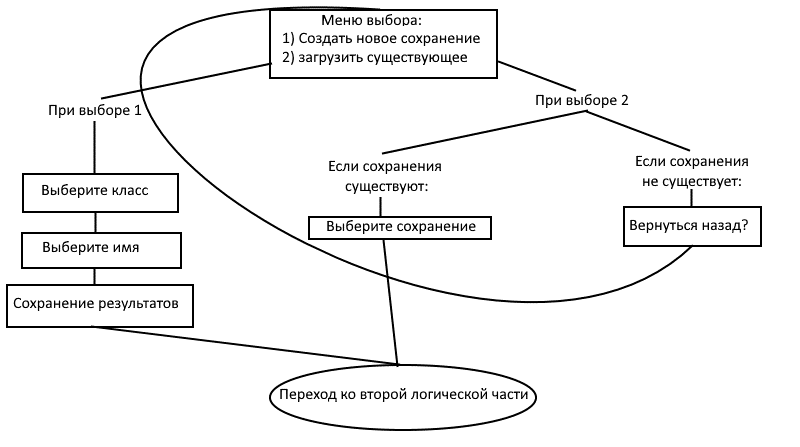 Меню выбора:
1) Создать новое сохранение
2) загрузить существующее
При выборе 1
При выборе 2
Если сохранения
существуют:
Если сохранения
не существует:
Выберите класс
Выберите сохранение
Вернуться назад?
Выберите имя
Сохранение результатов
Переход ко второй логической части